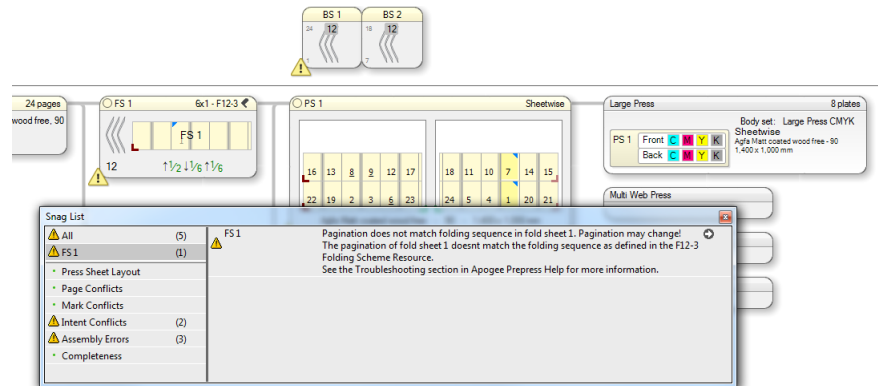 BS 1 BS 2
24 12 18 12
1 7
24 pages FS 1 6x1 - F12-3 PS 1 Sheetwise Large Press 8 plates
wood free, 90
Body set: Large Press CMYK
Sheetwise
FS 1
PS 1 Front C M Y K
Agfa Matt coated wood free - 90
Back C M Y K
1,400 x 1,000 mm
12 ↑1/2↓1/6↑1/6
16 13 8 9 12 17 18 11 10 7 14 15
22 19 2 3 6 23 24 5 4 1 20 21
Multi Web Press
Snag List
All (5)
FS 1 (1)
Press Sheet Layout
Page Conflicts
Mark Conflicts
Intent Conflicts (2)
Assembly Errors (3)
Completeness
FS 1 Pagination does not match folding sequence in fold sheet 1. Pagination may change!
The pagination of fold sheet 1 doesnt match the folding sequence as defined in the F12-3
Folding Scheme Resource.
See the Troubleshooting section in Apogee Prepress Help for more information.